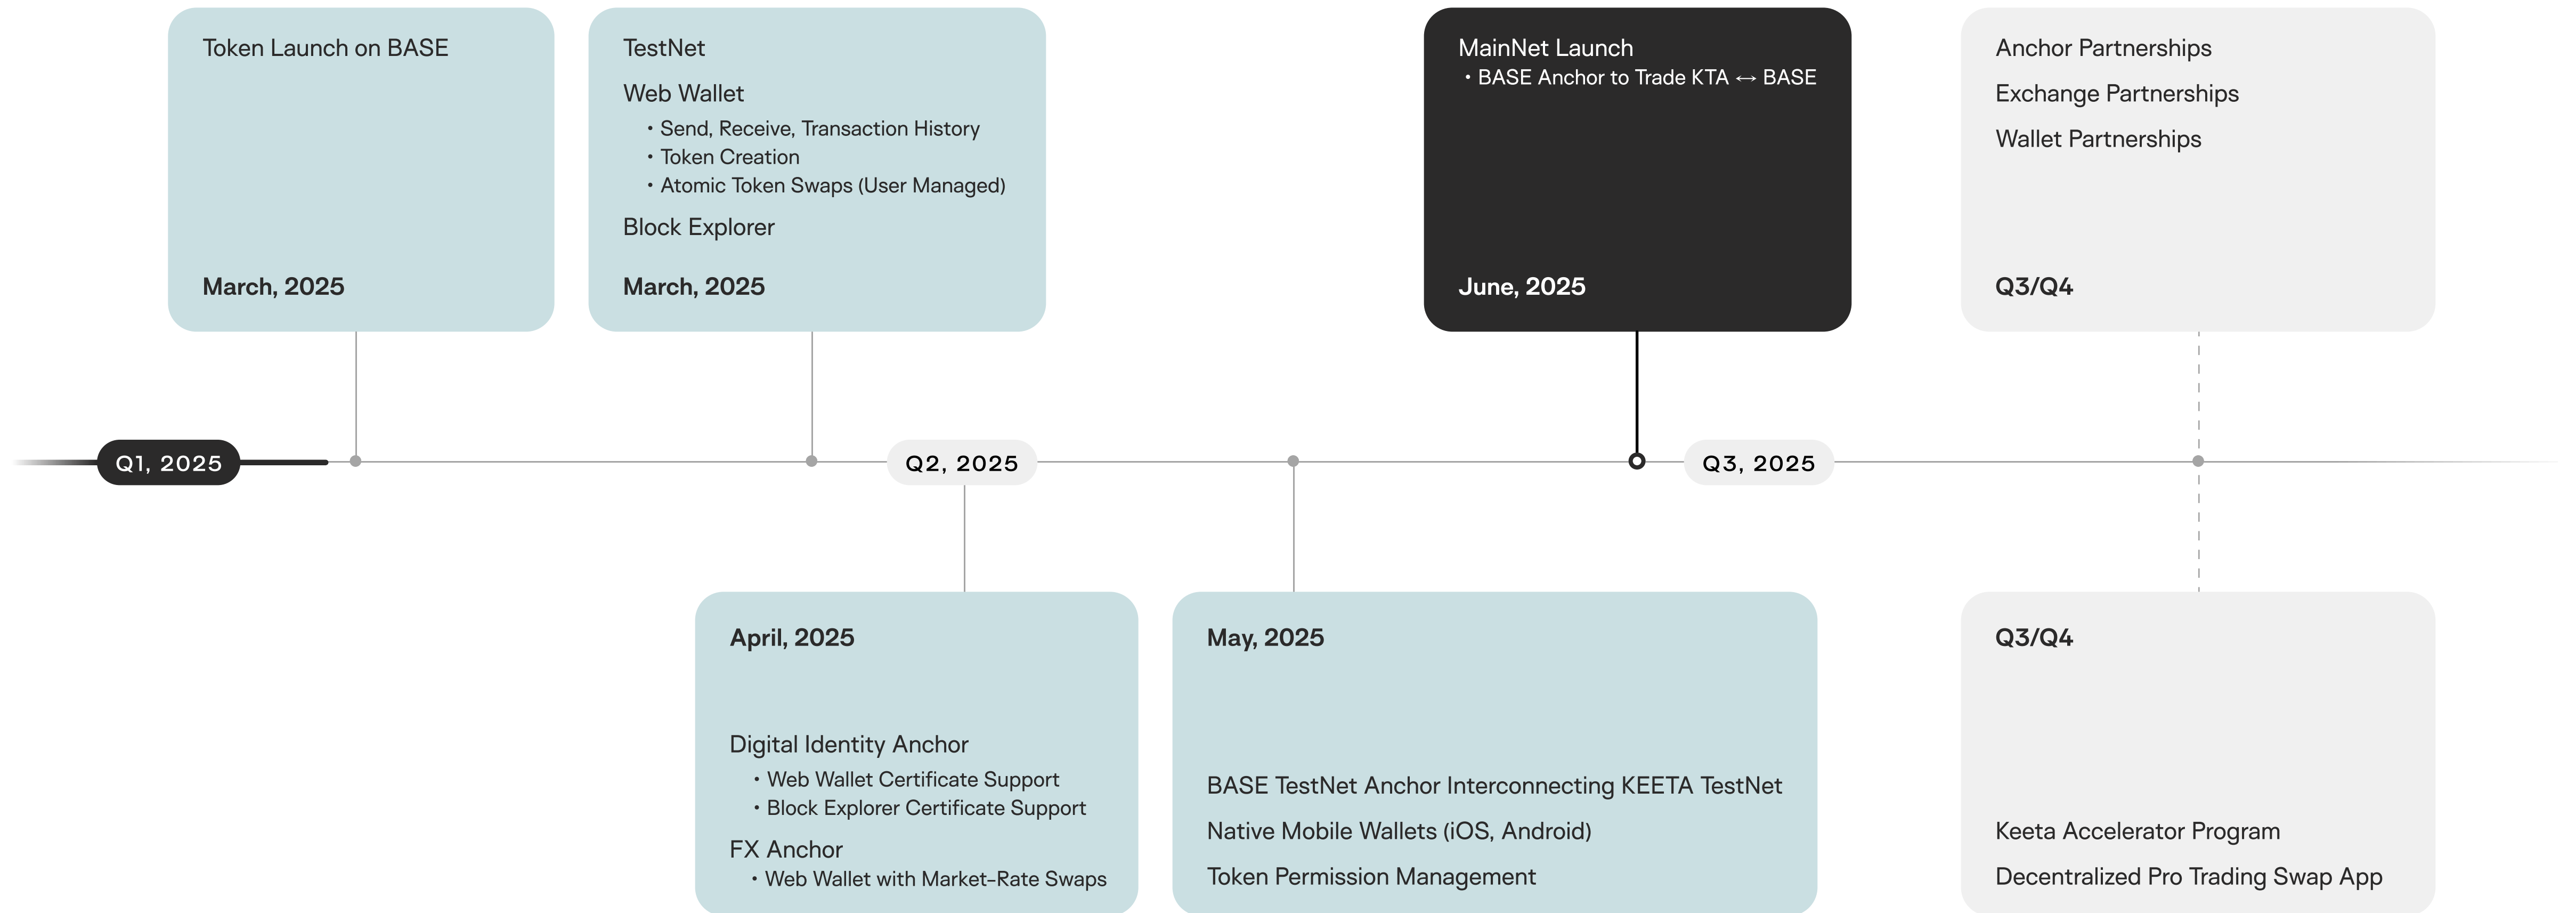 Token Launch on BASE
March, 2025
TestNet
Web Wallet
• Send, Receive, Transaction History
• Token Creation
• Atomic Token Swaps (User Managed)
Block Explorer
March, 2025
MainNet Launch
• BASE Anchor to Trade KTA ↔ BASE
June, 2025
Anchor Partnerships
Exchange Partnerships
Wallet Partnerships
Q3/Q4
Q1, 2025
Q2, 2025
Q3, 2025
April, 2025
Digital Identity Anchor
• Web Wallet Certificate Support
• Block Explorer Certificate Support
FX Anchor
• Web Wallet with Market-Rate Swaps
May, 2025
BASE TestNet Anchor Interconnecting KEETA TestNet
Native Mobile Wallets (iOS, Android)
Token Permission Management
Q3/Q4
Keeta Accelerator Program
Decentralized Pro Trading Swap App